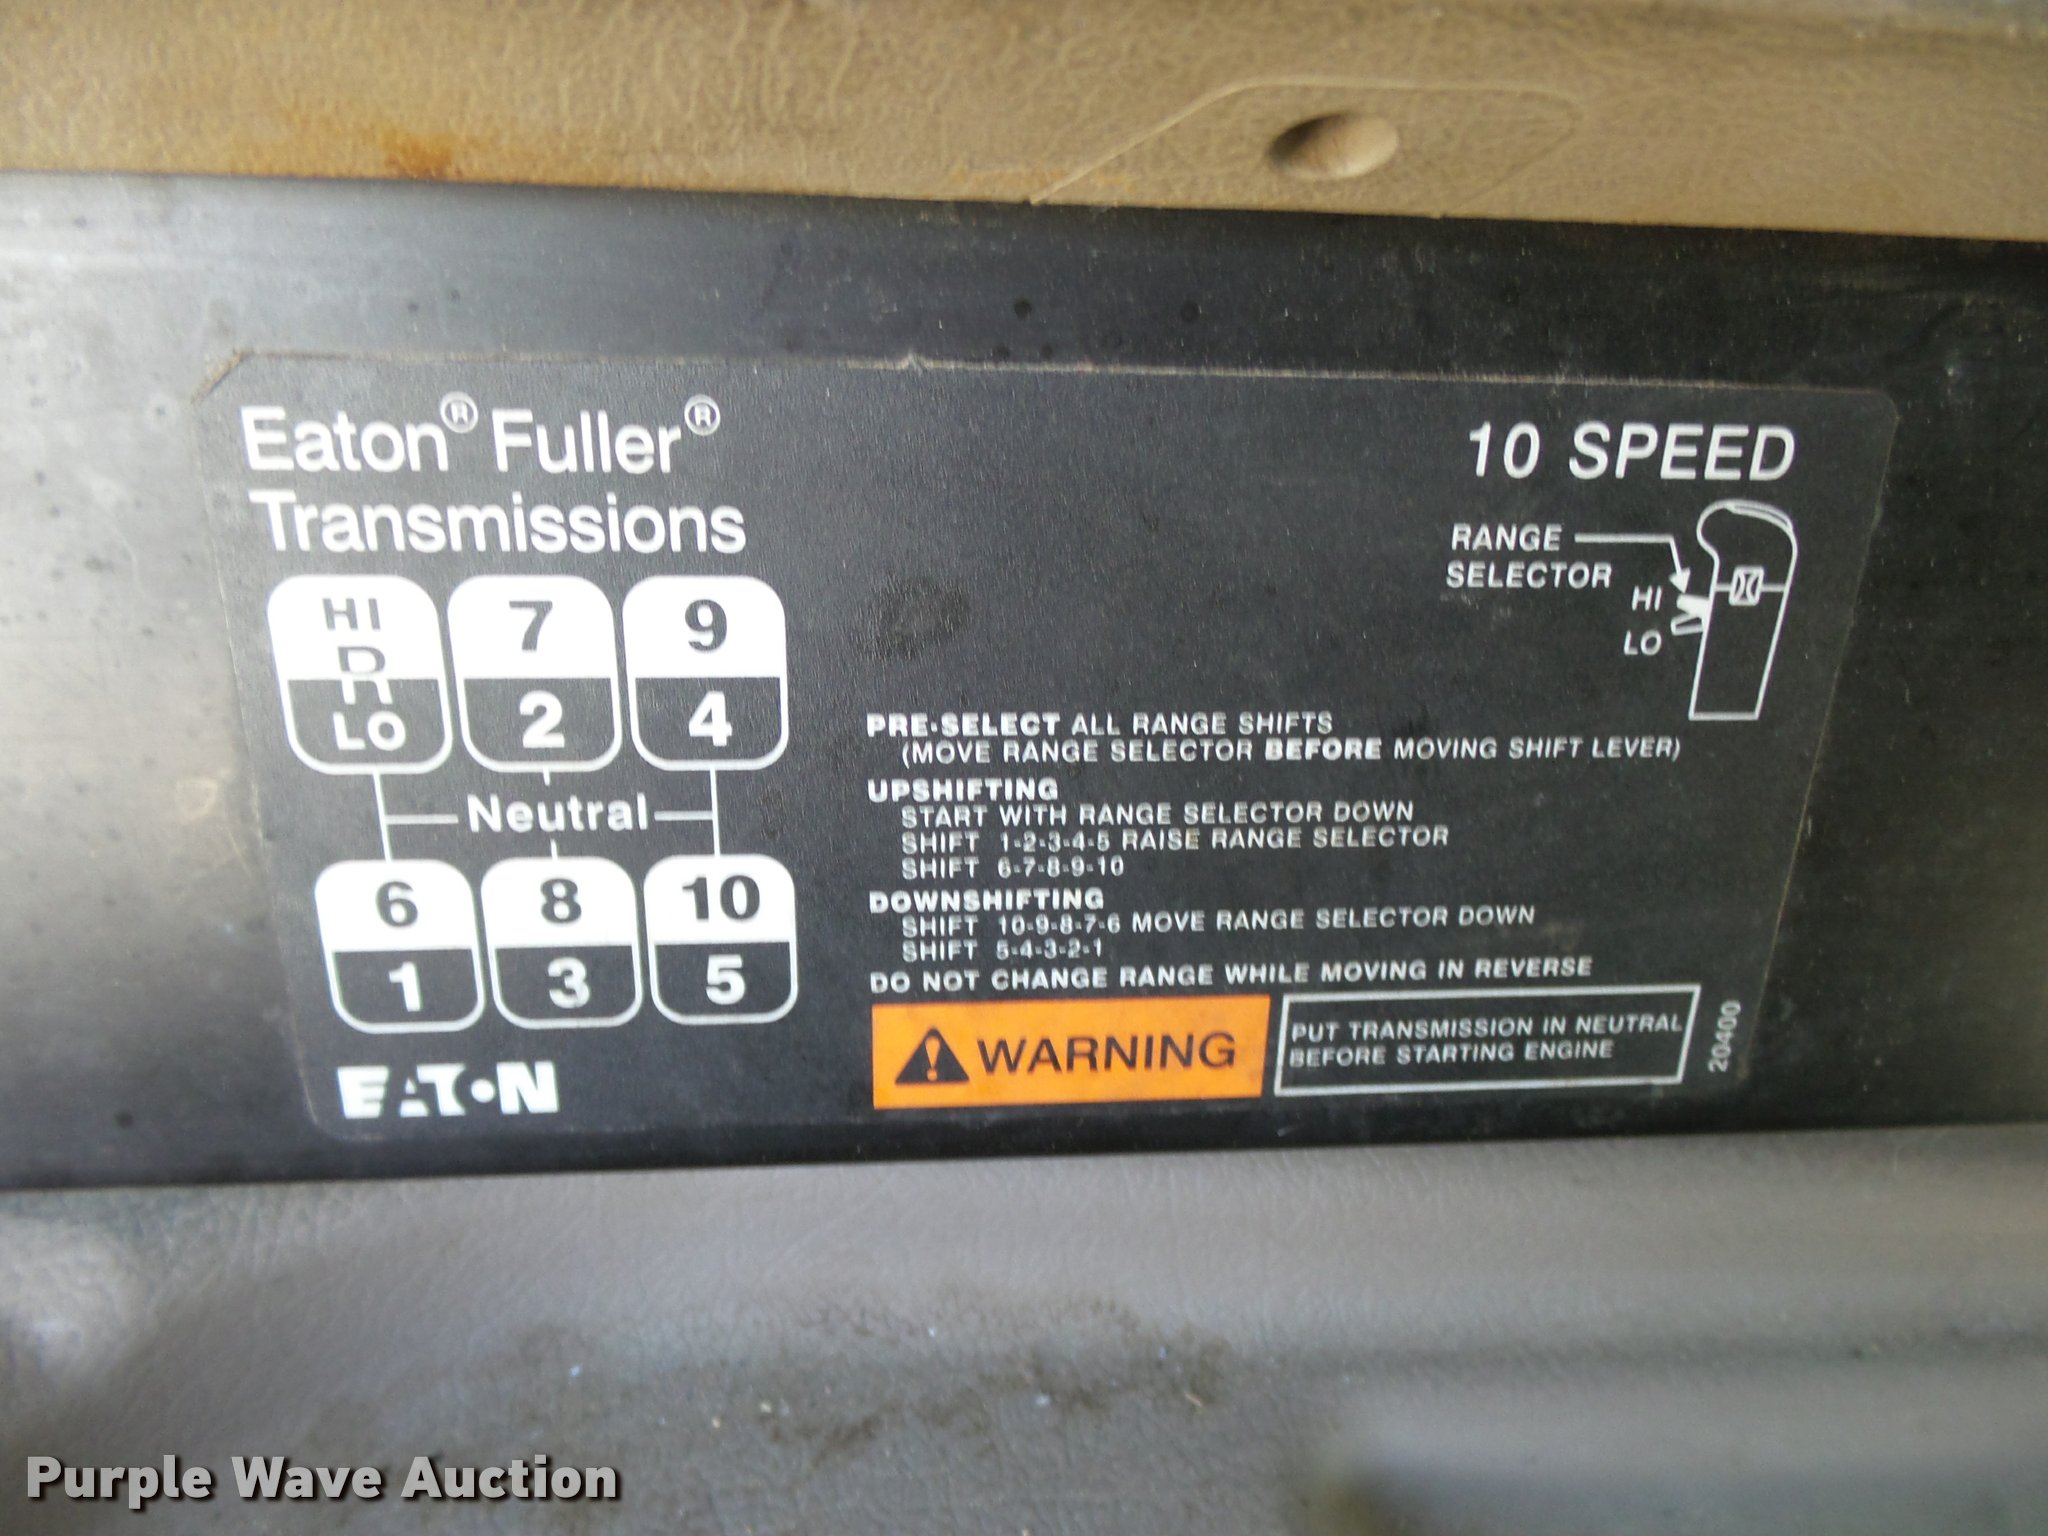 Eaton® Fuller®
Transmissions
10 SPEED
RANGE
SELECTOR
HI
LO
HI
R
LO
7
2
9
4
Neutral
6
1
8
3
10
5
EATON
PRE-SELECT ALL RANGE SHIFTS
(MOVE RANGE SELECTOR BEFORE MOVING SHIFT LEVER)
UPSHIFTING
START WITH RANGE SELECTOR DOWN
SHIFT 1-2-3-4-5 RAISE RANGE SELECTOR
SHIFT 6-7-8-9-10
DOWNSHIFTING
SHIFT 10-9-8-7-6 MOVE RANGE SELECTOR DOWN
SHIFT 5-4-3-2-1
DO NOT CHANGE RANGE WHILE MOVING IN REVERSE
WARNING
PUT TRANSMISSION IN NEUTRAL
BEFORE STARTING ENGINE
20400
Purple Wave Auction